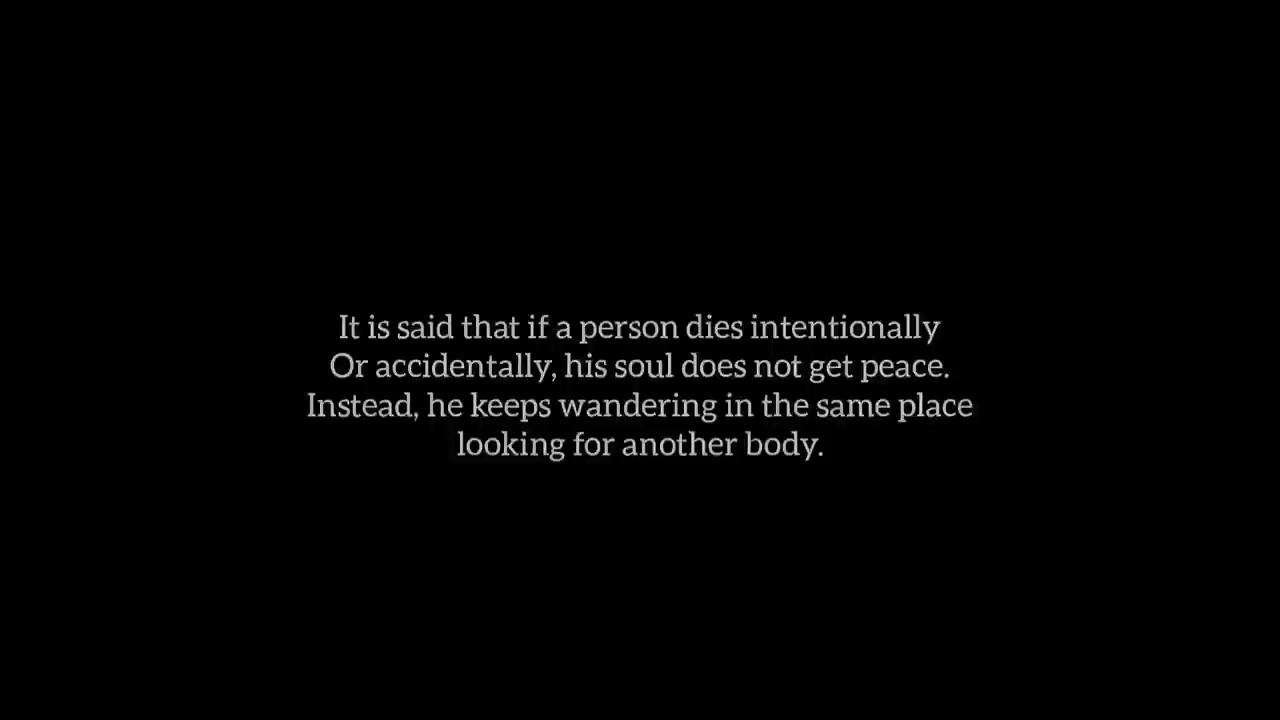 It is said that if a person dies intentionally
Or accidentally, his soul does not get peace.
Instead, he keeps wandering in the same place
looking for another body.